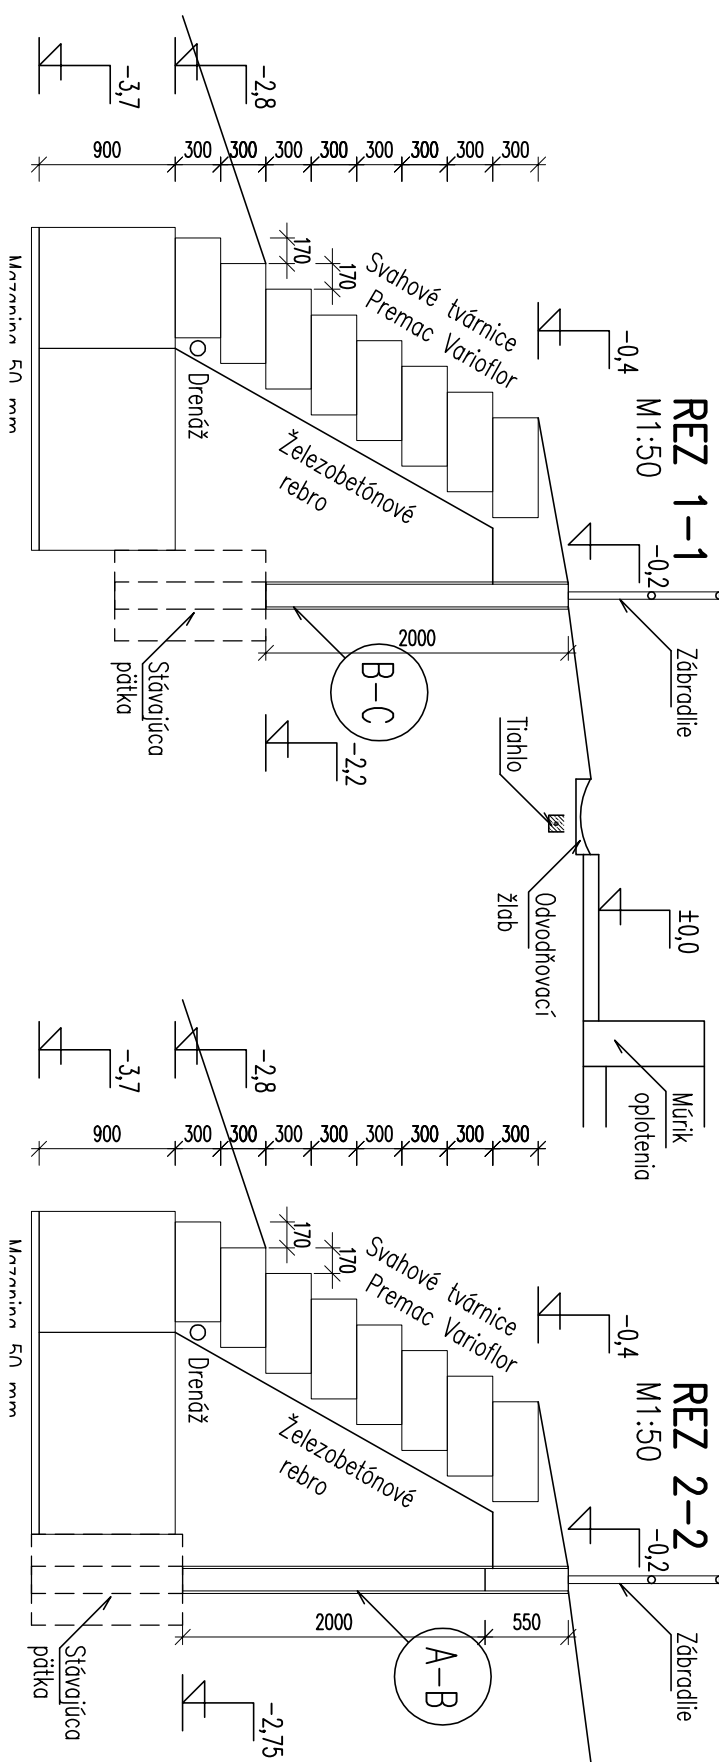 REZ 1-1
M1:50
-3,7
-2,8
-0,4
-0,2
900
300
300
300
300
300
300
300
300
170
170
Svahové tvárnice
Premac Varioflor
Drenáž
Železobetónové
rebro
Zábradlie
2000
B-C
Stávajúca
pätka
-2,2
Tiahlo
Odvodňovací
žlab
±0,0
Múrik
oplotenia
REZ 2-2
M1:50
-3,7
-2,8
-0,4
-0,2
900
300
300
300
300
300
300
300
300
170
170
Svahové tvárnice
Premac Varioflor
Drenáž
Železobetónové
rebro
Zábradlie
2000
550
A-B
Stávajúca
pätka
-2,75
50 mm
50 mm